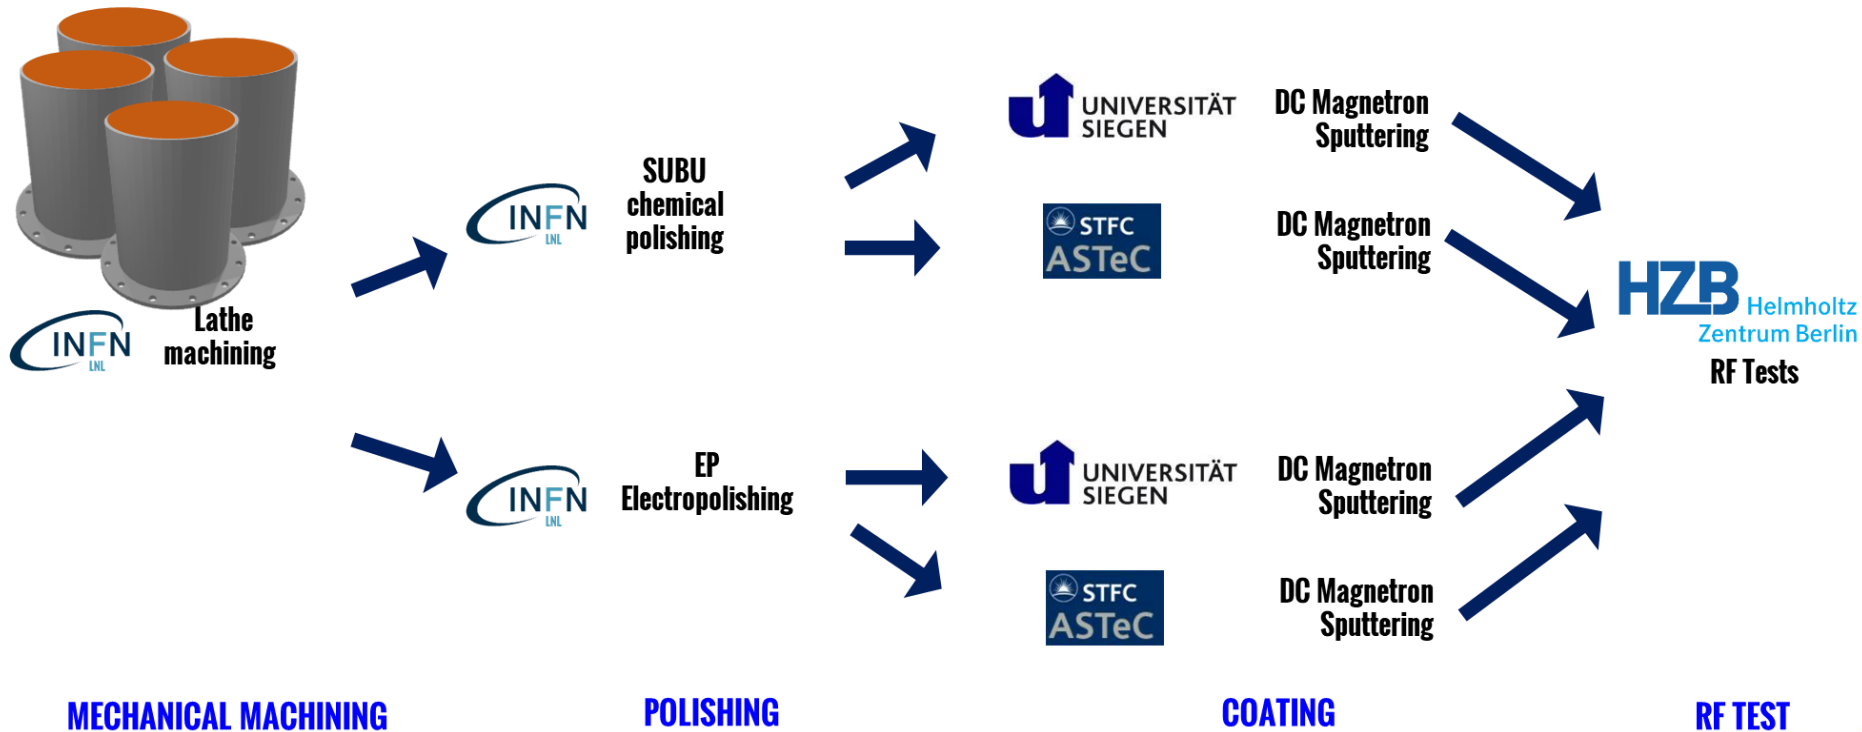 INFN
LNL
Lathe
machining
INFN
LNL
SUBU
chemical
polishing
INFN
LNL
EP
Electropolishing
UNIVERSITÄT
SIEGEN
DC Magnetron
Sputtering
STFC
ASTeC
DC Magnetron
Sputtering
UNIVERSITÄT
SIEGEN
DC Magnetron
Sputtering
STFC
ASTeC
DC Magnetron
Sputtering
HZB Helmholtz
Zentrum Berlin
RF Tests
MECHANICAL MACHINING
POLISHING
COATING
RF TEST